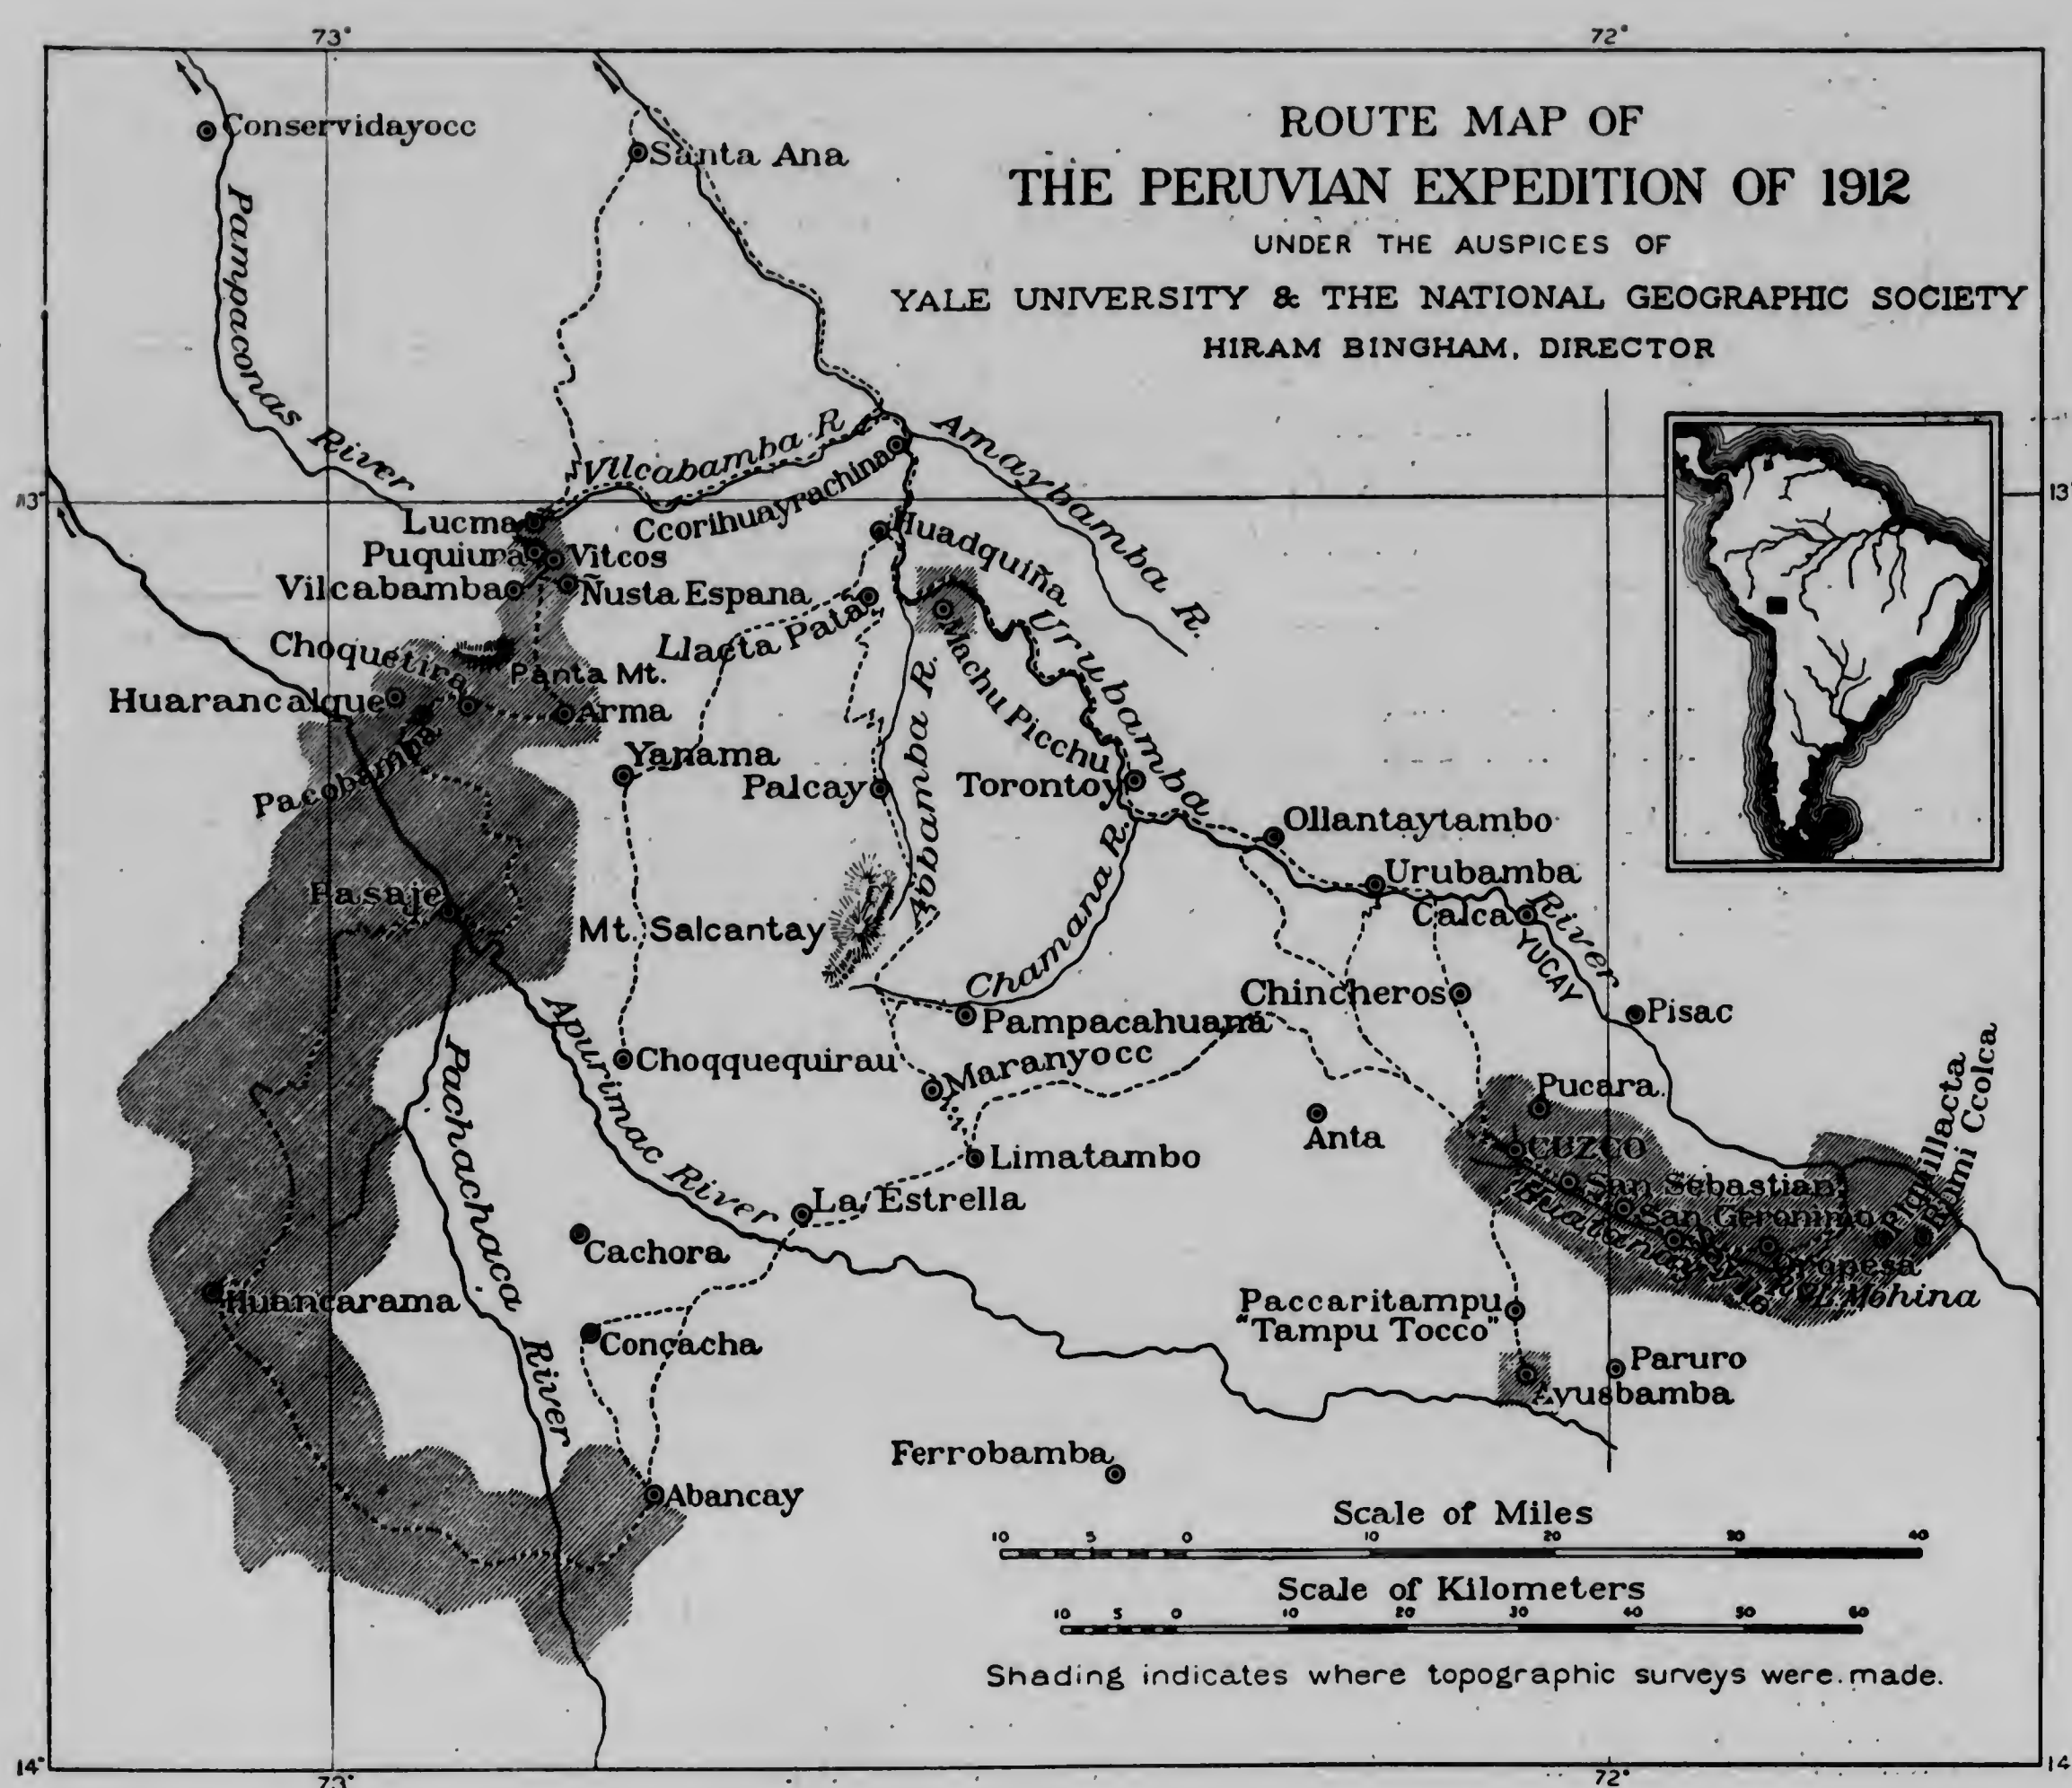 73°
72°
Conservidayocc
Santa Ana
ROUTE MAP OF
THE PERUVIAN EXPEDITION OF 1912
UNDER THE AUSPICES OF
YALE UNIVERSITY & THE NATIONAL GEOGRAPHIC SOCIETY
HIRAM BINGHAM, DIRECTOR
Pampaconas River
Vilcabamba R
Amaybamba R.
13°
13°
Ccorihuayrachina
Lucma
Huadquiña
Puquiura
Vitcos
Vilcabamba
Ñusta Espana
Llacta Pata
Urubamba River
Machu Picchu
Choquetira
Panta Mt.
Huarancalque
Arma
Pacobamba
Yanama
Palcay
Aobamba R.
Torontoy
Ollantaytambo
Urubamba
Calca
YUCAY
Chamana R.
Pasaje
Mt. Salcantay
Chincheros
Pisac
Pampacahuana
Apurimac River
Choqquequirau
Maranyocc
Pucara
Anta
Limatambo
CUZCO
San Sebastian
San Geronimo
Oropesa
L. Mohina
La Estrella
Cachora
Pachachaca River
Huancarama
Concacha
Paccaritampu
"Tampu Tocco"
Paruro
Ayusbamba
Ferrobamba
Abancay
Scale of Miles
10 5 0 10 20 30 40
Scale of Kilometers
10 5 0 10 20 30 40 50 60
Shading indicates where topographic surveys were made.
14°
14
73°
72°